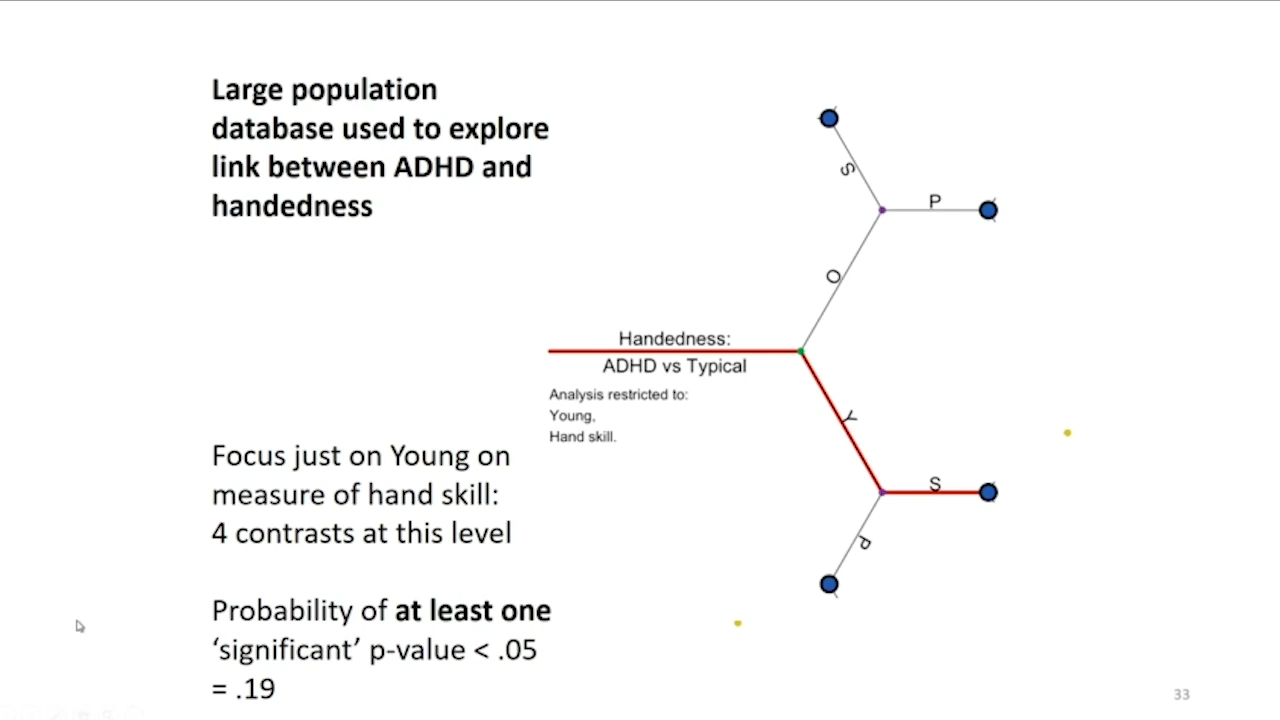 Large population
database used to explore
link between ADHD and
handedness
S
P
O
Handedness:
ADHD vs Typical
Analysis restricted to:
Young,
Hand skill.
Y
S
P
Focus just on Young on
measure of hand skill:
4 contrasts at this level
Probability of at least one
‘significant’ p-value < .05
= .19
33